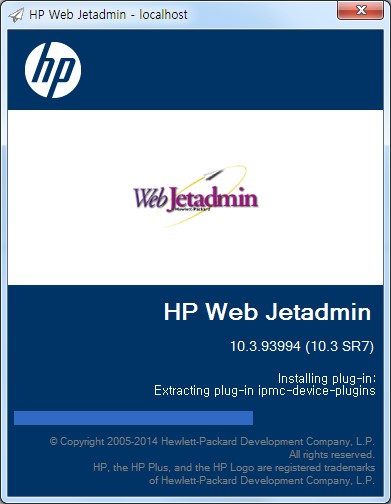 HP Web Jetadmin - localhost
hp
Web Jetadmin
Hewlett-Packard
HP Web Jetadmin
10.3.93994 (10.3 SR7)
Installing plug-in:
Extracting plug-in ipmc-device-plugins
© Copyright 2005-2014 Hewlett-Packard Development Company, L.P.
All rights reserved.
HP, the HP Plus, and the HP Logo are registered trademarks
of Hewlett-Packard Development Company, L.P.